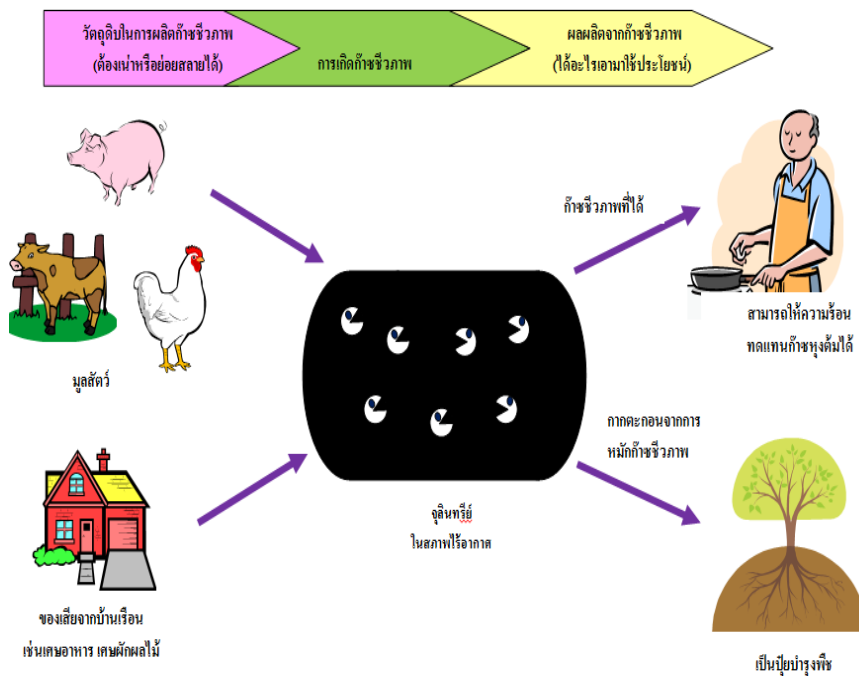 วัตถุดิบในการผลิตก๊าซชีวภาพ
(ต้องเน่าหรือย่อยสลายได้)
การเกิดก๊าซชีวภาพ
ผลผลิตจากก๊าซชีวภาพ
(ได้อะไรเอามาใช้ประโยชน์)
ก๊าซชีวภาพที่ได้
สามารถให้ความร้อน
ทดแทนก๊าซหุงต้มได้
มูลสัตว์
กากตะกอนจากการ
หมักก๊าซชีวภาพ
จุลินทรีย์
ในสภาพไร้อากาศ
ของเสียจากบ้านเรือน
เช่นเศษอาหาร เศษผักผลไม้
เป็นปุ๋ยบำรุงพืช